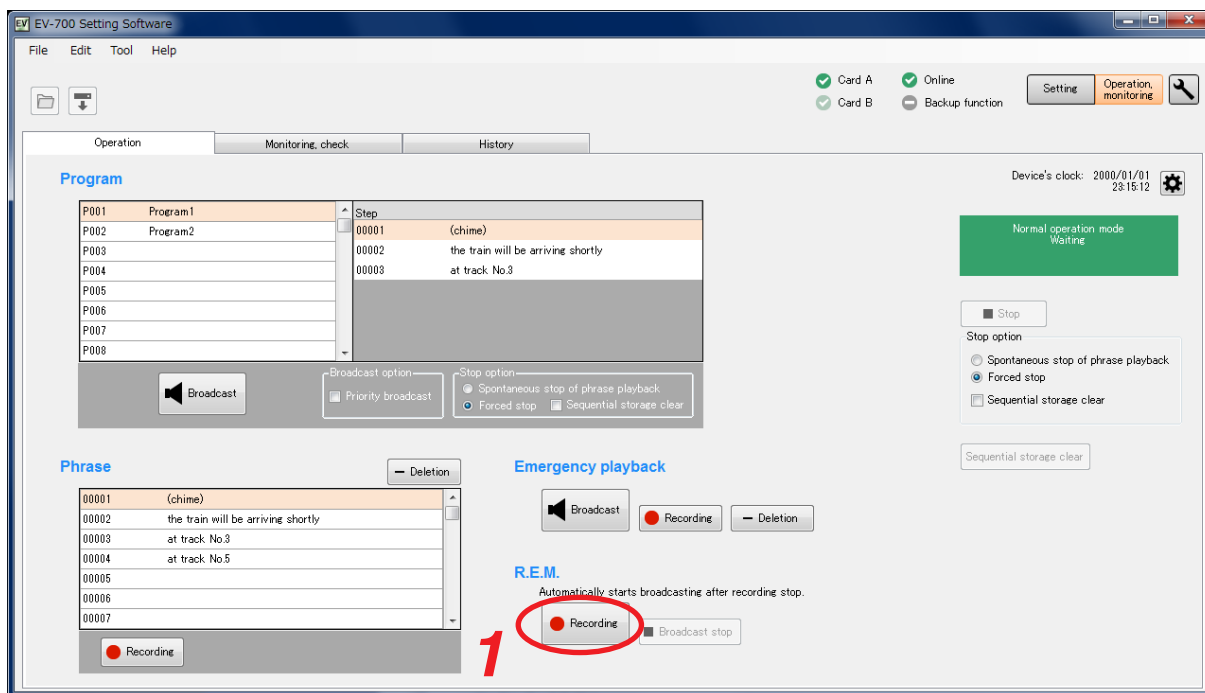 EV EV-700 Setting Software
File Edit Tool Help
Card A Online
Card B Backup function
Setting
Operation,
monitoring
Operation Monitoring, check History
Program
Device's clock: 2000/01/01
23:15:12
P001 Program1
P002 Program2
P003
P004
P005
P006
P007
P008
Step
00001 (chime)
00002 the train will be arriving shortly
00003 at track No.3
Broadcast
Broadcast option
Priority broadcast
Stop option
Spontaneous stop of phrase playback
Forced stop Sequential storage clear
Normal operation mode
Waiting
Stop
Stop option
Spontaneous stop of phrase playback
Forced stop
Sequential storage clear
Sequential storage clear
Phrase
Deletion
00001 (chime)
00002 the train will be arriving shortly
00003 at track No.3
00004 at track No.5
00005
00006
00007
Recording
Emergency playback
Broadcast Recording Deletion
R.E.M.
Automatically starts broadcasting after recording stop.
Recording Broadcast stop
1